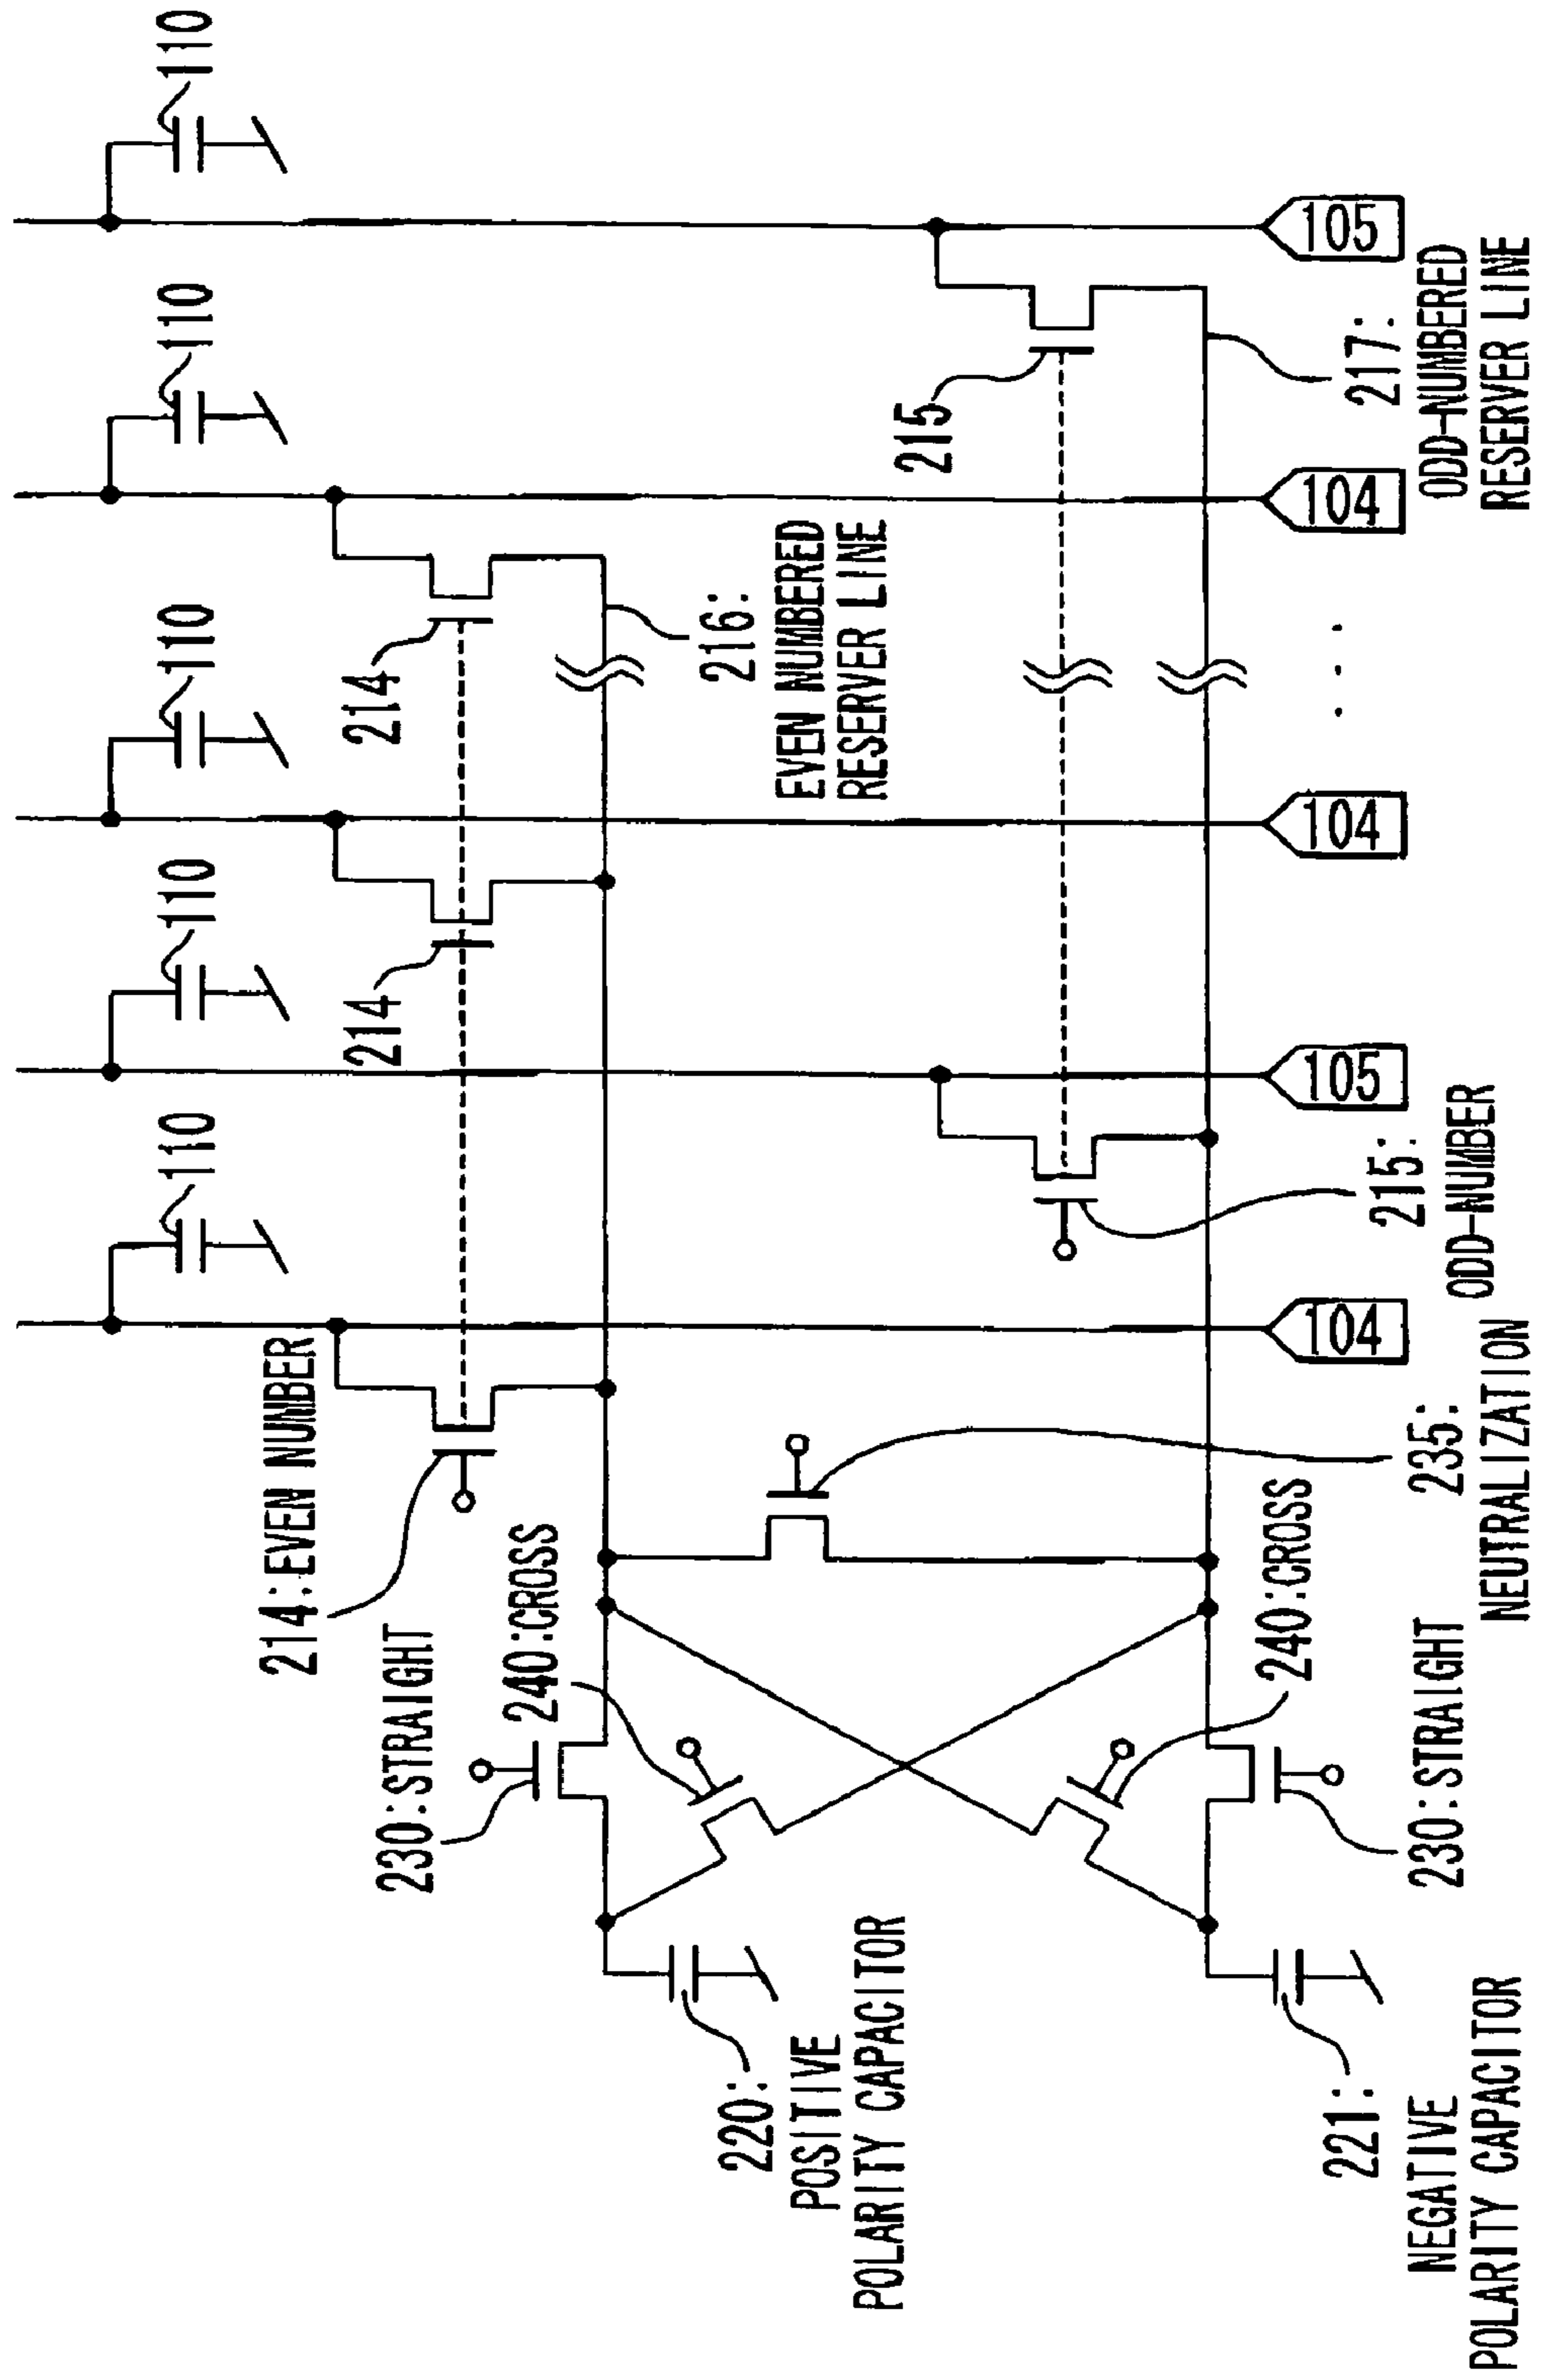 110
110
110
110
110
214:EVEN NUMBER
214
214
230:STRAIGHT
240:CROSS
216:
EVEN NUMBERED
RESERVER LINE
220:
POSITIVE
POLARITY CAPACITOR
215
240:CROSS
104
105
104
104
105
...
221:
NEGATIVE
POLARITY CAPACITOR
230:STRAIGHT
235:
NEUTRALIZATION
215:
ODD-NUMBER
217:
ODD-NUMBERED
RESERVER LINE